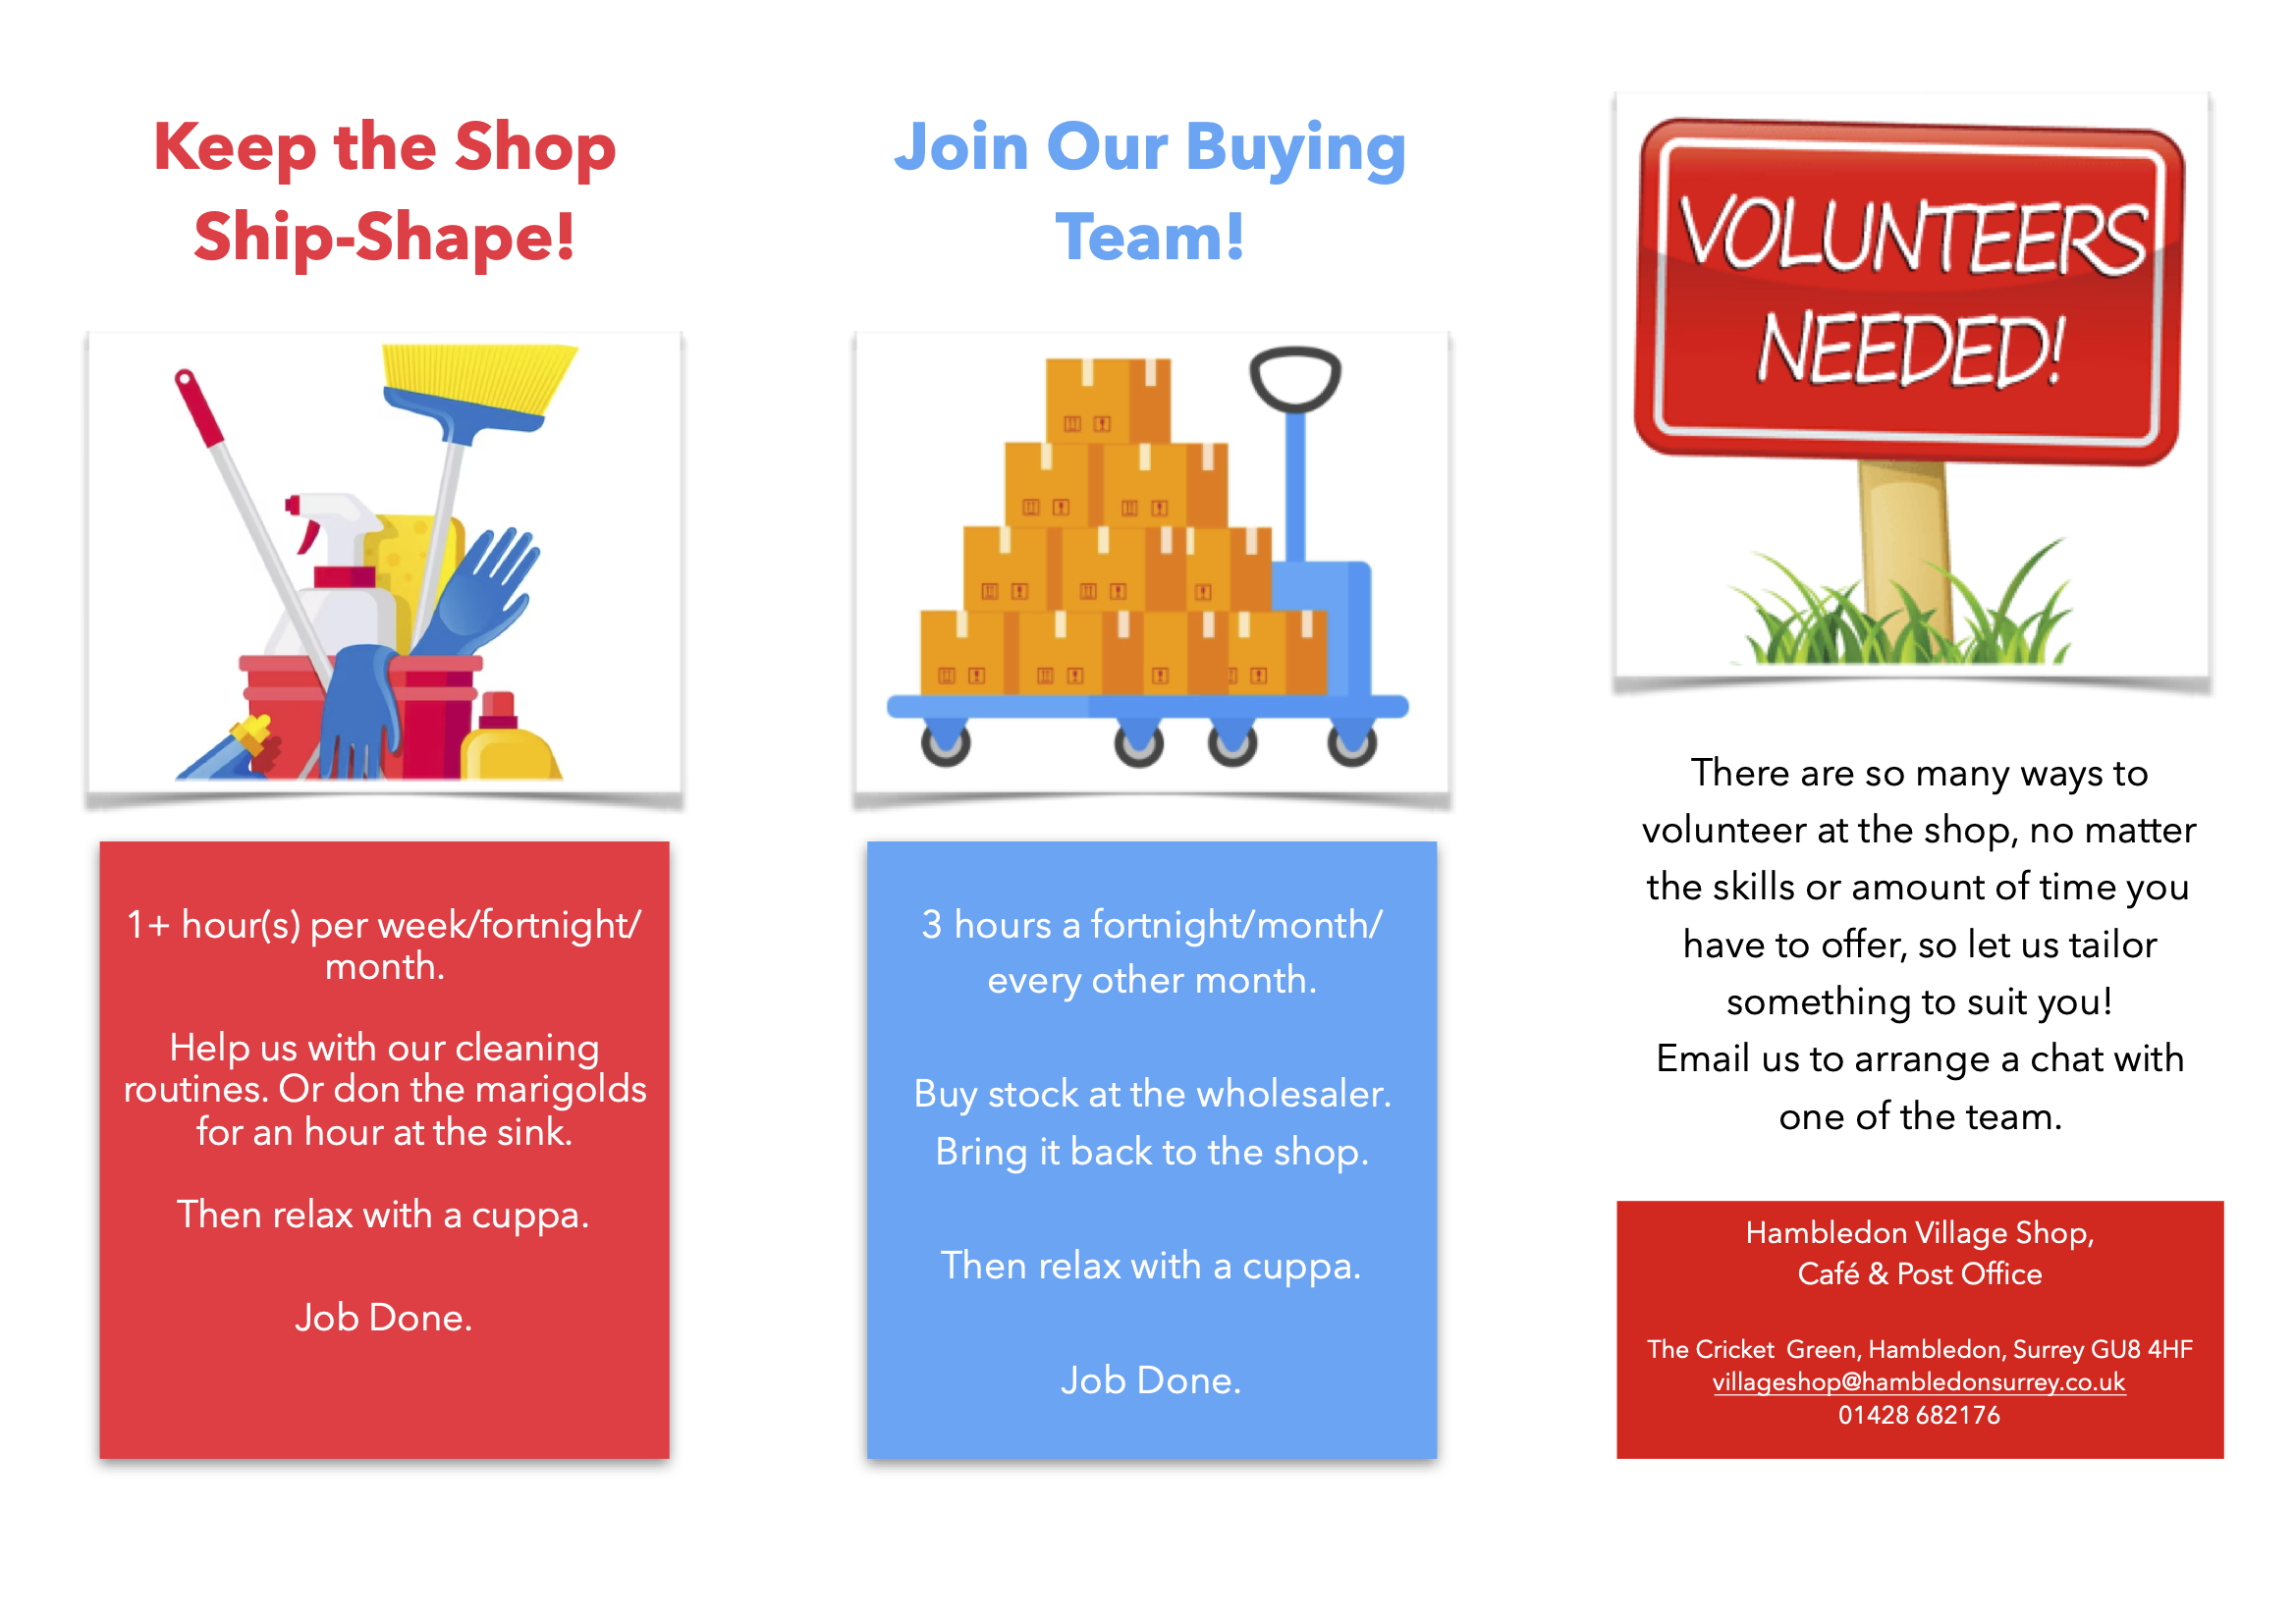 Keep the Shop
Ship-Shape!
1+ hour(s) per week/fortnight/
month.
Help us with our cleaning
routines. Or don the marigolds
for an hour at the sink.
Then relax with a cuppa.
Job Done.
Join Our Buying
Team!
3 hours a fortnight/month/
every other month.
Buy stock at the wholesaler.
Bring it back to the shop.
Then relax with a cuppa.
Job Done.
VOLUNTEERS
NEEDED!
There are so many ways to
volunteer at the shop, no matter
the skills or amount of time you
have to offer, so let us tailor
something to suit you!
Email us to arrange a chat with
one of the team.
Hambledon Village Shop,
Café & Post Office
The Cricket  Green, Hambledon, Surrey GU8 4HF
villageshop@hambledonsurrey.co.uk
01428 682176